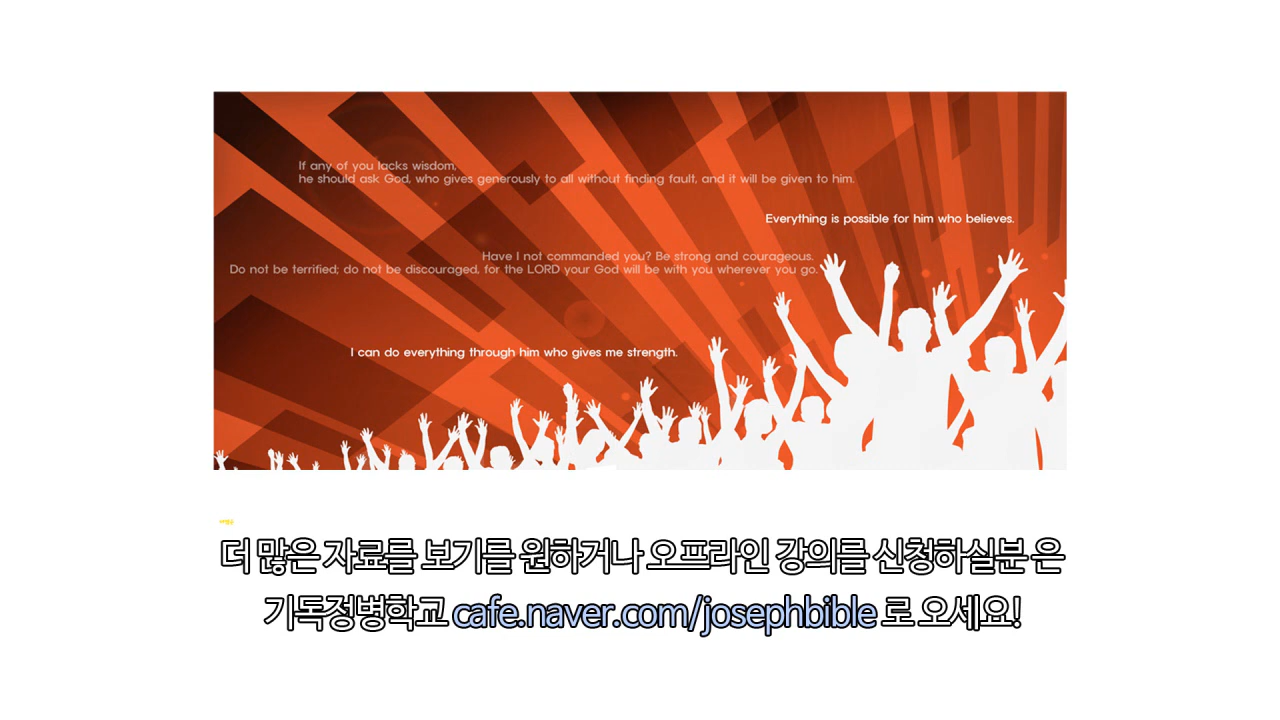 If any of you lacks wisdom,
he should ask God, who gives generously to all without finding fault, and it will be given to him.
Everything is possible for him who believes.
Have I not commanded you? Be strong and courageous.
Do not be terrified; do not be discouraged, for the LORD your God will be with you wherever you go.
I can do everything through him who gives me strength.
더 많은 자료를 보기를 원하거나 오프라인 강의를 신청하실분 은
기독정병학교 cafe.naver.com/josephbible 로 오세요!